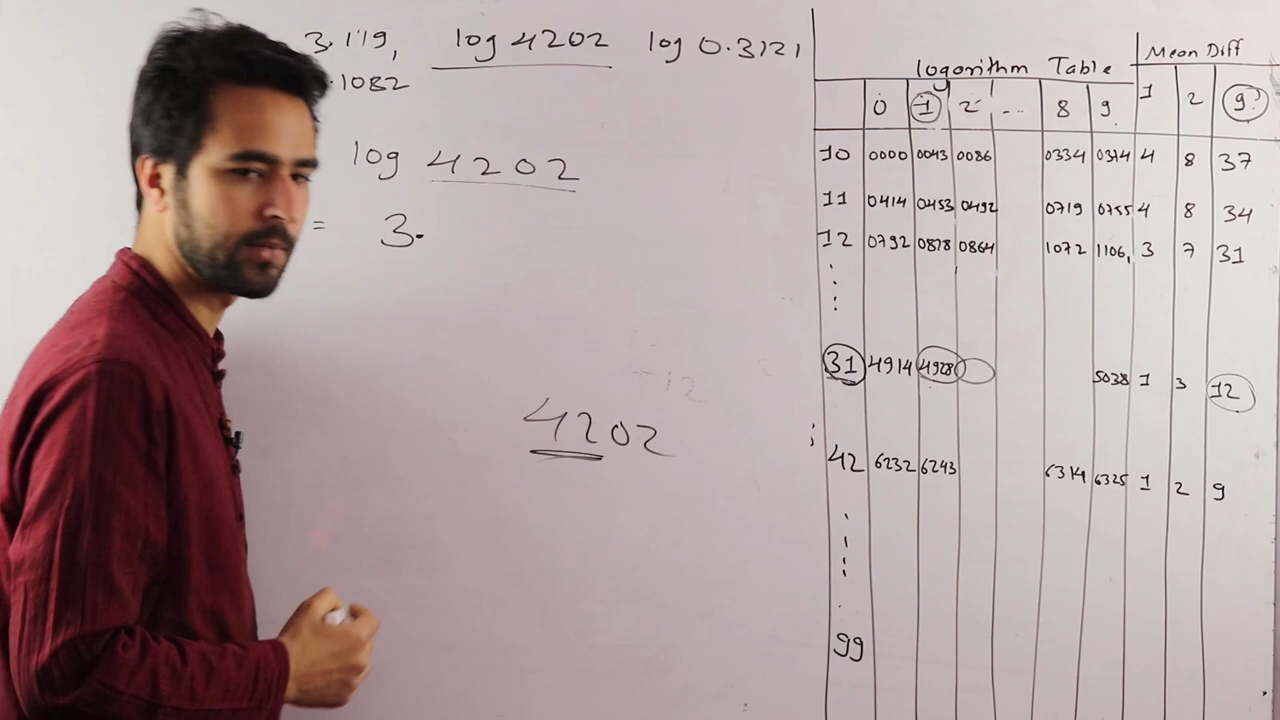 3.119, log 4202 log 0.3121
.1082
log 4202
= 3.
+12
4202
logorithm Table Mean Diff
0 1 2 ... 8 9 1 2 9
10 0000 0043 0086 0334 0374 4 8 37
11 0414 0453 0492 0719 0755 4 8 34
12 0792 0878 0864 1072 1106, 3 7 31
31 4914 4928 5038 1 3 12
42 6232 6243 6314 6325 1 2 9
99